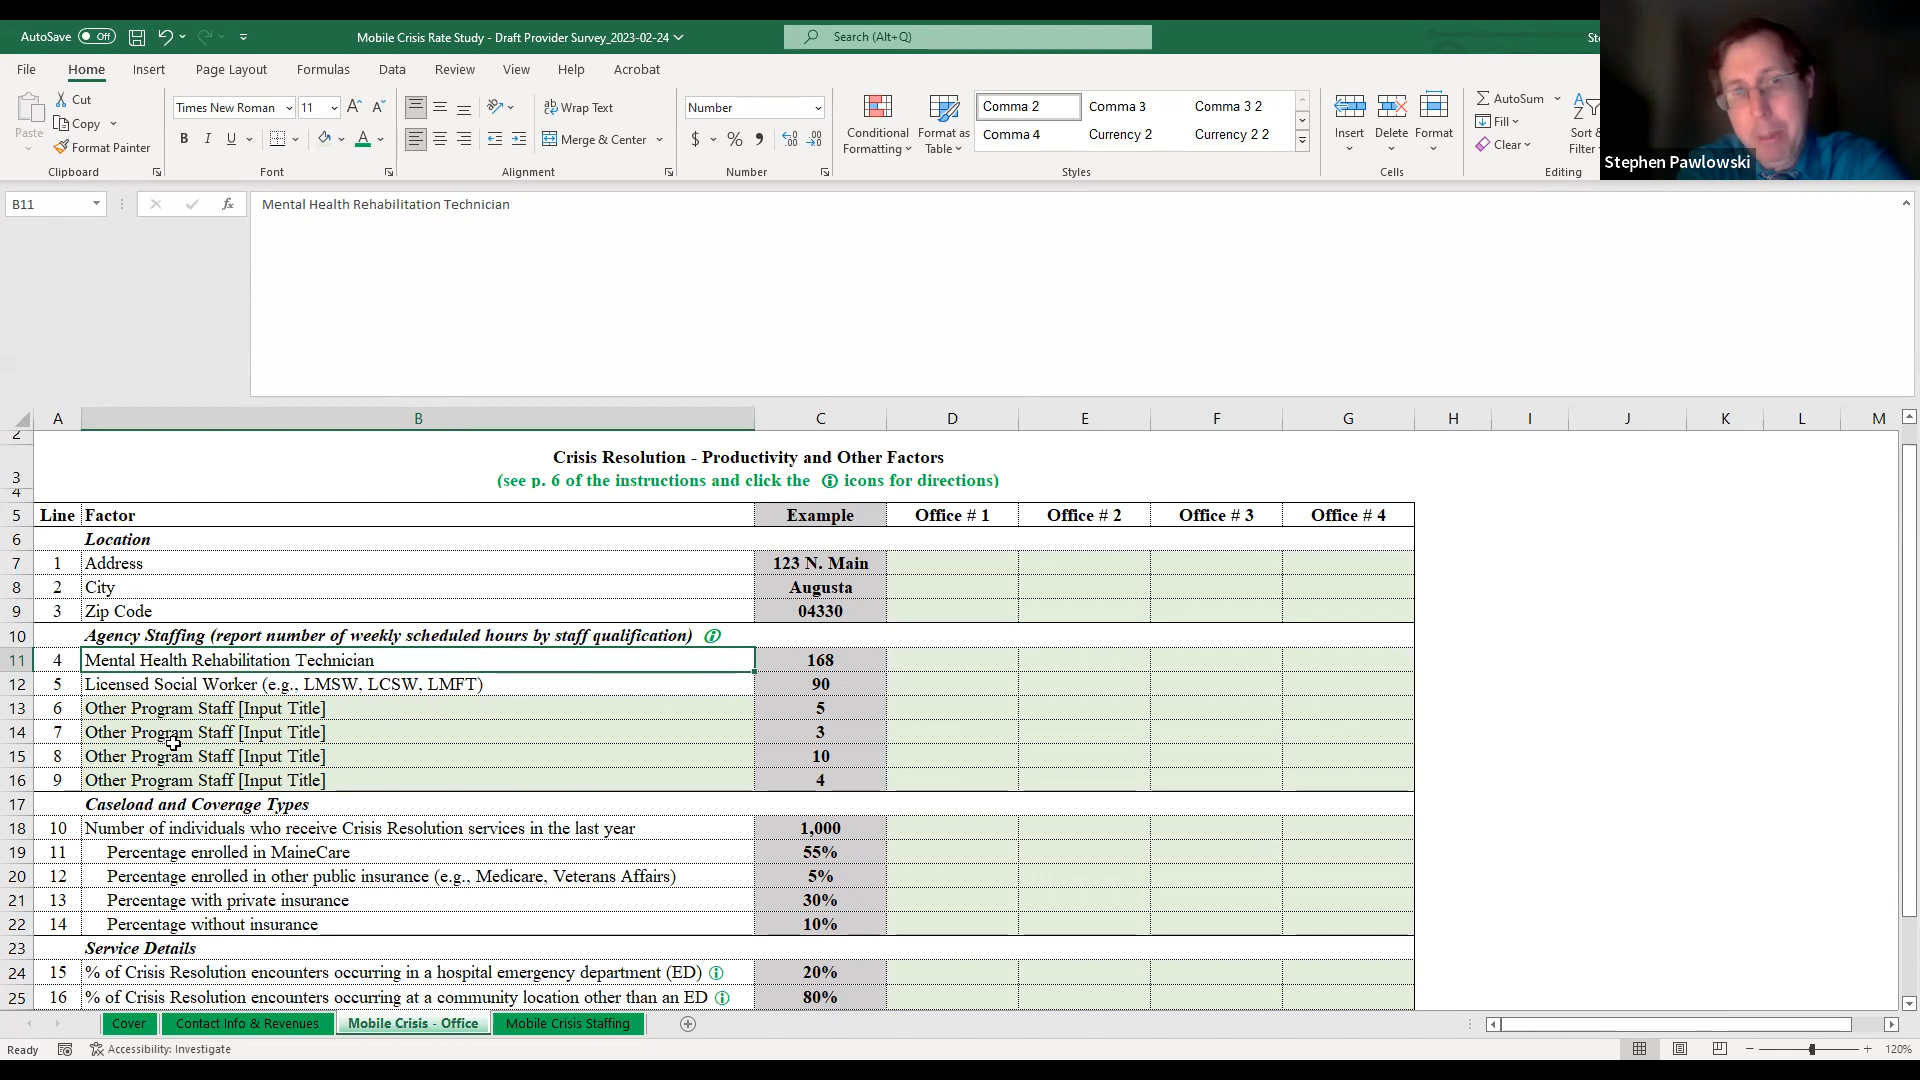 AutoSave Off Mobile Crisis Rate Study - Draft Provider Survey_2023-02-24 Search (Alt+Q)
File Home Insert Page Layout Formulas Data Review View Help Acrobat
Paste Cut Copy Format Painter Clipboard
Times New Roman 11 B I U Font
Wrap Text Merge & Center Alignment
Number $ % Number
Conditional Formatting Format as Table
Comma 2 Comma 3 Comma 3 2
Comma 4 Currency 2 Currency 2 2
Styles
Insert Delete Format Cells
AutoSum Fill Clear Sort & Filter Editing
Stephen Pawlowski
B11 fx Mental Health Rehabilitation Technician
A B C D E F G H I J K L M
2
3 Crisis Resolution - Productivity and Other Factors
(see p. 6 of the instructions and click the ⓘ icons for directions)
4
5 Line Factor Example Office # 1 Office # 2 Office # 3 Office # 4
6 Location
7 1 Address 123 N. Main
8 2 City Augusta
9 3 Zip Code 04330
10 Agency Staffing (report number of weekly scheduled hours by staff qualification) ⓘ
11 4 Mental Health Rehabilitation Technician 168
12 5 Licensed Social Worker (e.g., LMSW, LCSW, LMFT) 90
13 6 Other Program Staff [Input Title] 5
14 7 Other Program Staff [Input Title] 3
15 8 Other Program Staff [Input Title] 10
16 9 Other Program Staff [Input Title] 4
17 Caseload and Coverage Types
18 10 Number of individuals who receive Crisis Resolution services in the last year 1,000
19 11 Percentage enrolled in MaineCare 55%
20 12 Percentage enrolled in other public insurance (e.g., Medicare, Veterans Affairs) 5%
21 13 Percentage with private insurance 30%
22 14 Percentage without insurance 10%
23 Service Details
24 15 % of Crisis Resolution encounters occurring in a hospital emergency department (ED) ⓘ 20%
25 16 % of Crisis Resolution encounters occurring at a community location other than an ED ⓘ 80%
Cover Contact Info & Revenues Mobile Crisis - Office Mobile Crisis Staffing
Ready Accessibility: Investigate 120%